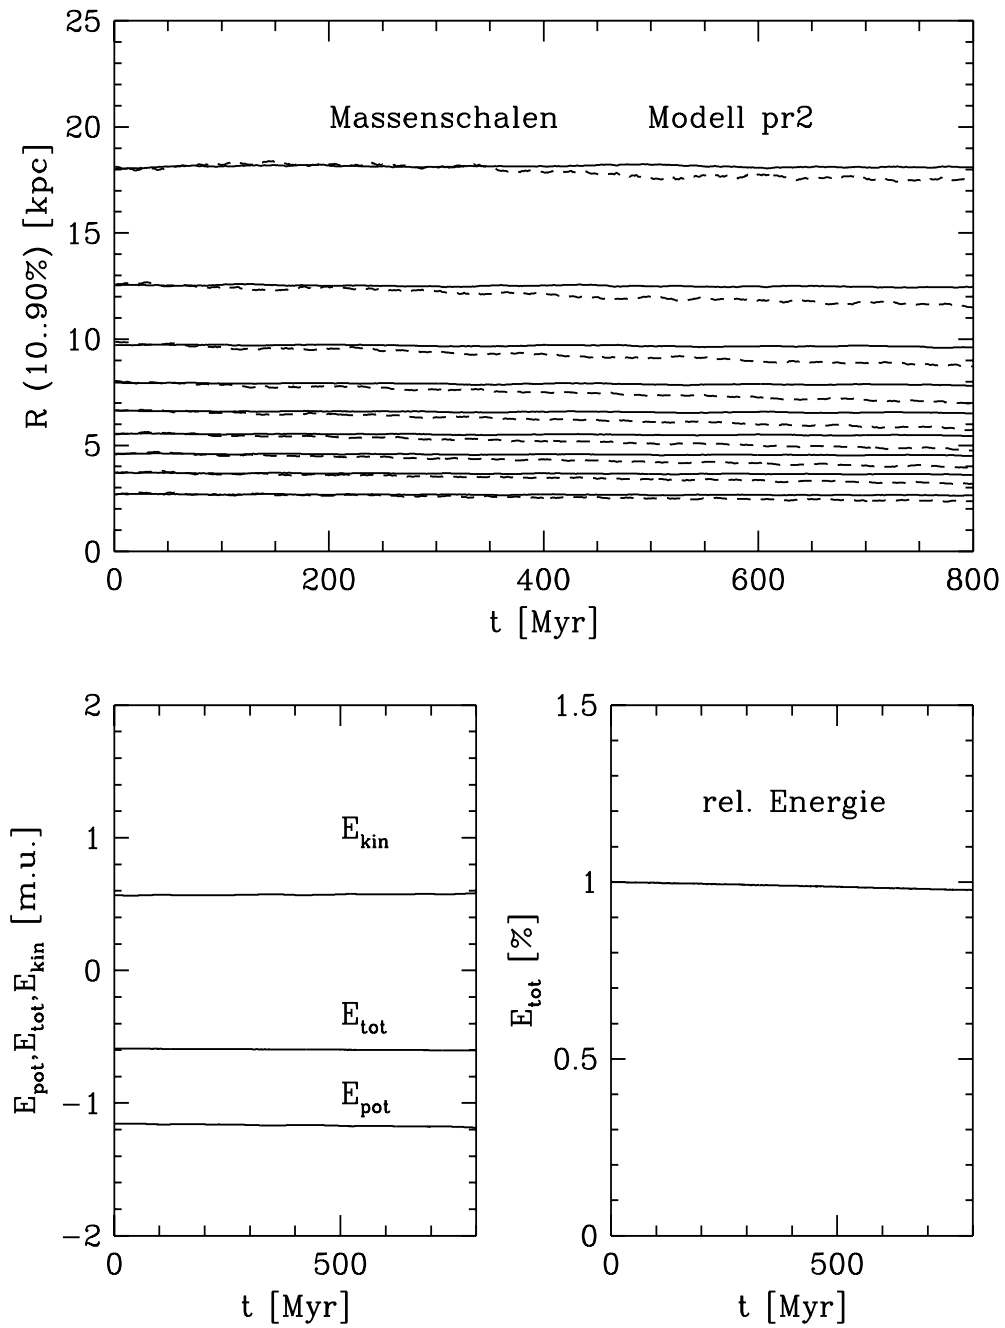 25
Massenschalen Modell pr2
20
15
10
5
0
R (10..90%) [kpc]
0 200 400 600 800
t [Myr]
2
1
0
−1
−2
E_pot,E_tot,E_kin [m.u.]
E_kin
E_tot
E_pot
0 500
t [Myr]
1.5
rel. Energie
1
0.5
0
E_tot [%]
0 500
t [Myr]